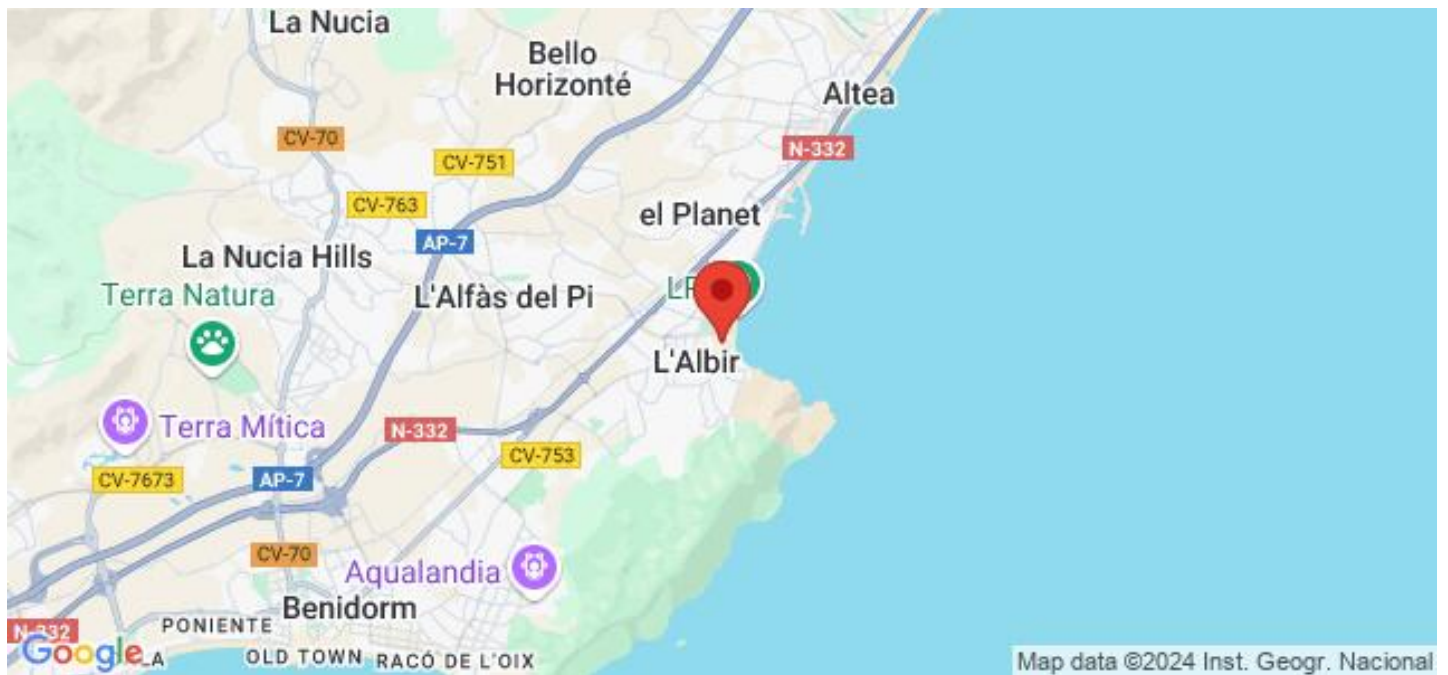 La Nucia
Bello
Horizonté
Altea
CV-70
N-332
CV-751
CV-763
el Planet
AP-7
La Nucia Hills
Terra Natura
L'Alfàs del Pi
L'Albir
Terra Mítica
N-332
CV-753
CV-7673
AP-7
CV-70
Aqualandia
Benidorm
PONIENTE
N-332
Google
LA
OLD TOWN
RACÓ DE L'OIX
Map data ©2024 Inst. Geogr. Nacional